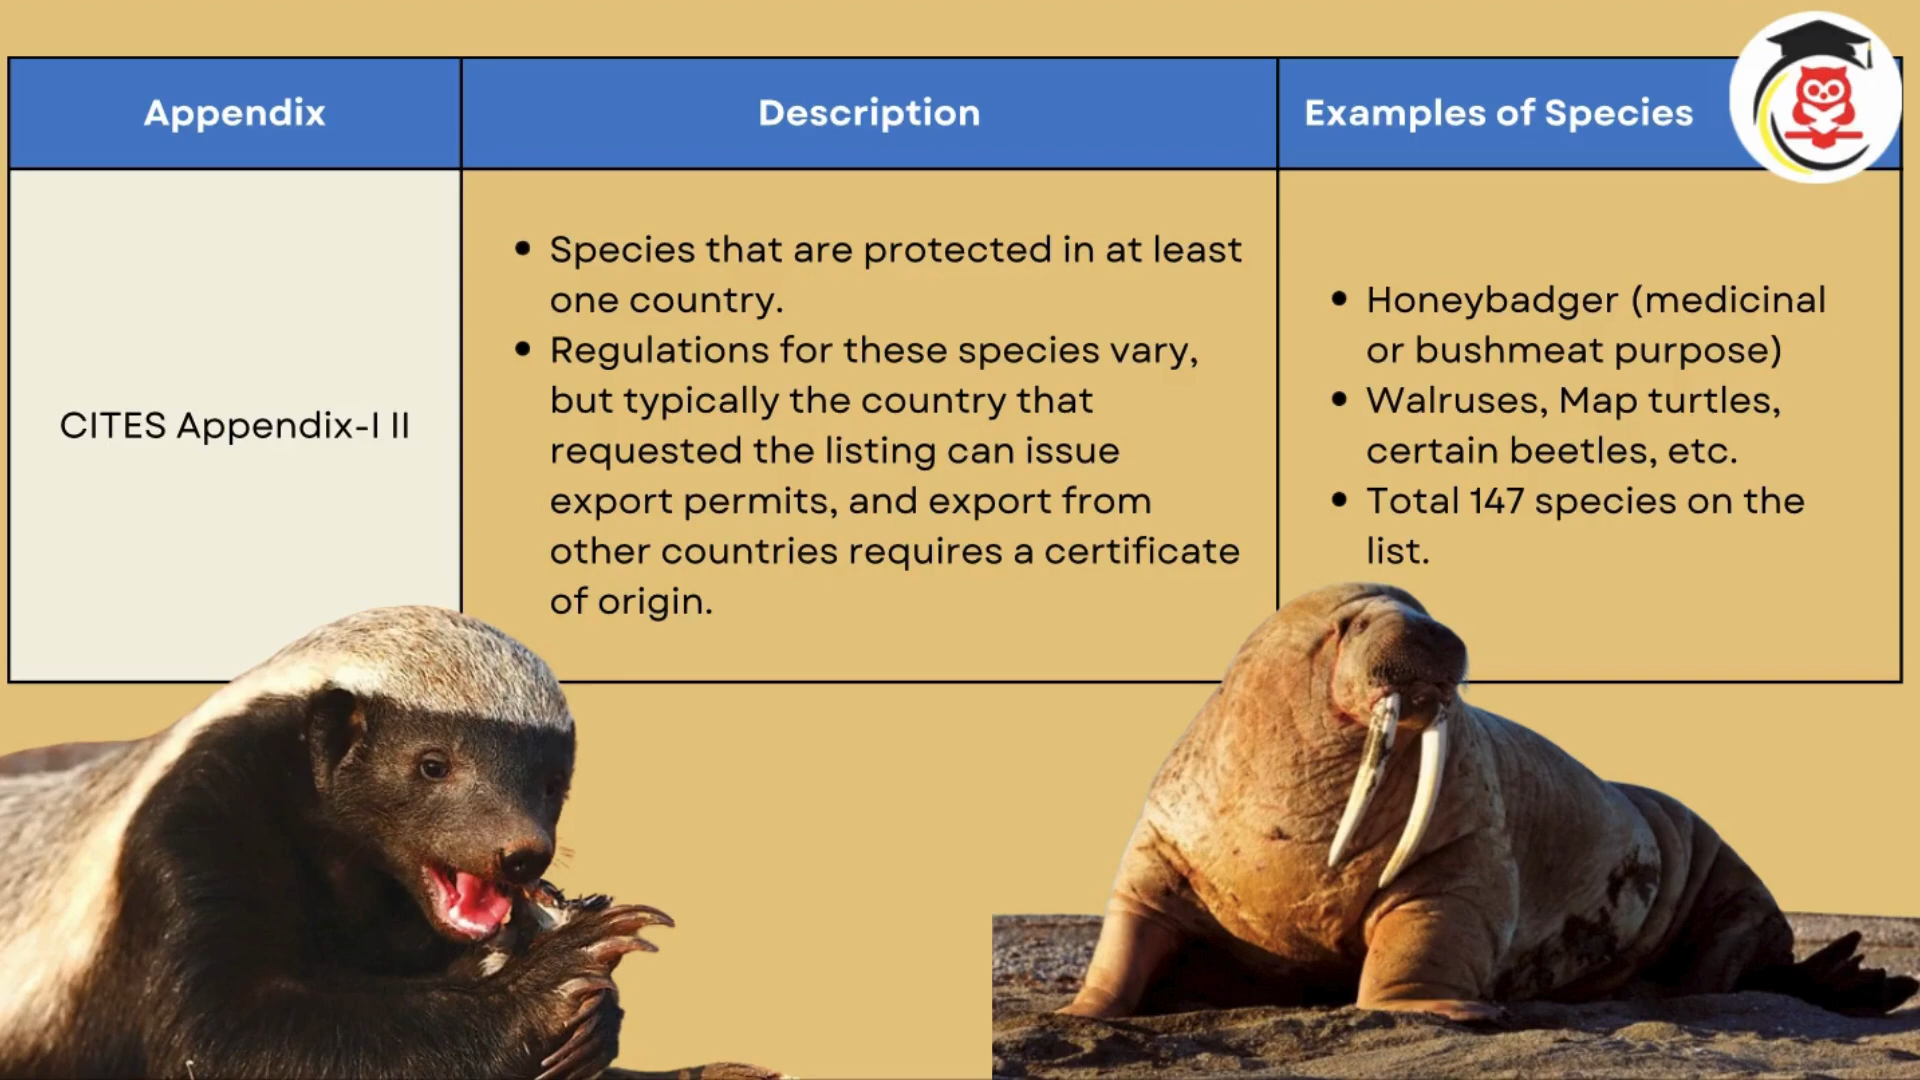 Appendix
Description
Examples of Species
CITES Appendix-I II
• Species that are protected in at least
one country.
• Regulations for these species vary,
but typically the country that
requested the listing can issue
export permits, and export from
other countries requires a certificate
of origin.
• Honeybadger (medicinal
or bushmeat purpose)
• Walruses, Map turtles,
certain beetles, etc.
• Total 147 species on the
list.